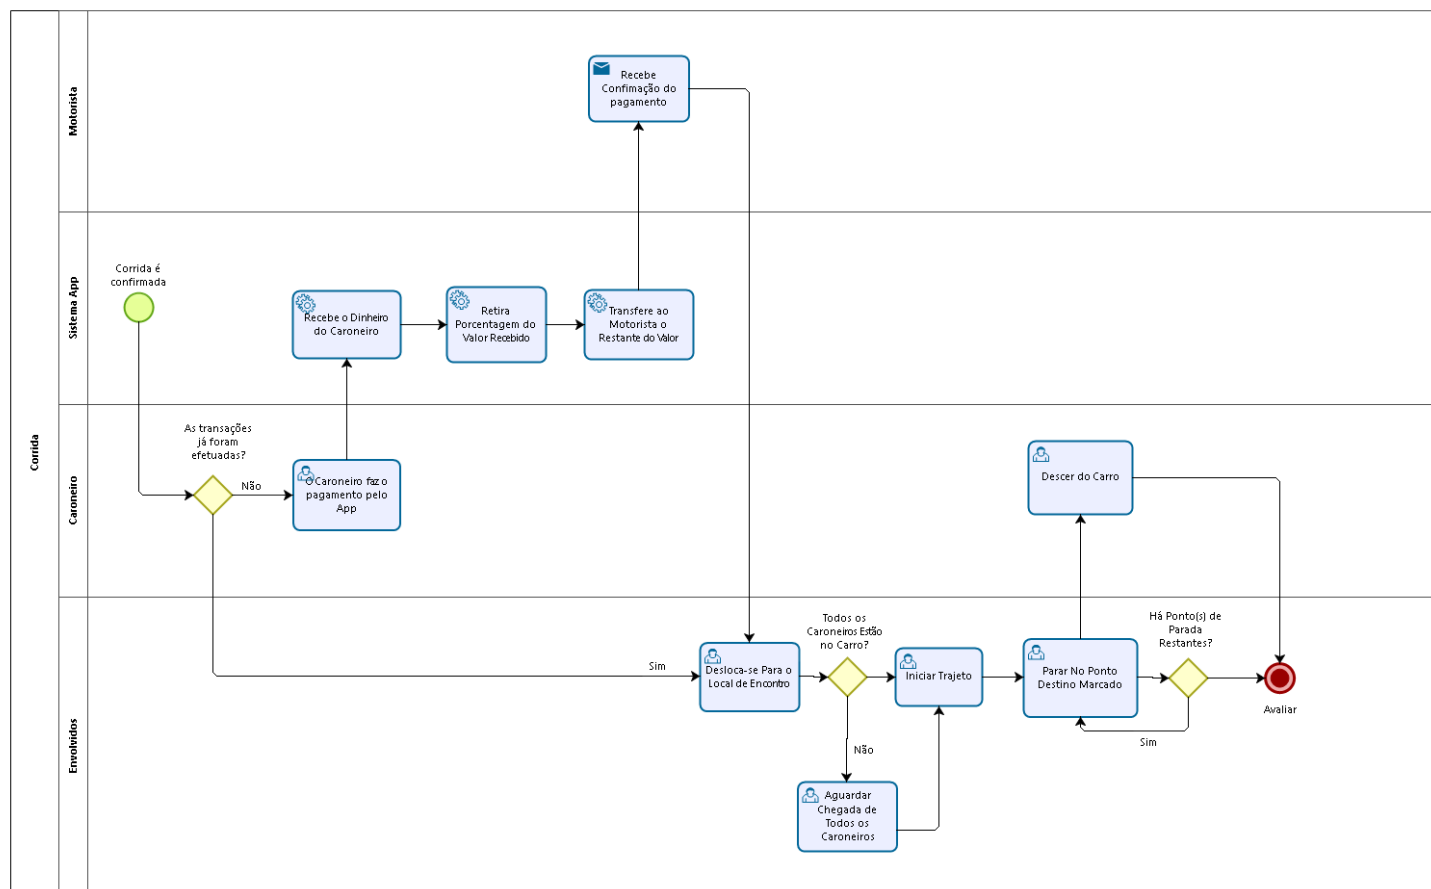 Corrida
Motorista
Recebe
Confimação do
pagamento
Sistema App
Corrida é
confirmada
Recebe o Dinheiro
do Caroneiro
Retira
Porcentagem do
Valor Recebido
Transfere ao
Motorista o
Restante do Valor
Caroneiro
As transações
já foram
efetuadas?
Não
O Caroneiro faz o
pagamento pelo
App
Descer do Carro
Envolvidos
Sim
Desloca-se Para o
Local de Encontro
Todos os
Caroneiros Estão
no Carro?
Não
Aguardar
Chegada de
Todos os
Caroneiros
Iniciar Trajeto
Parar No Ponto
Destino Marcado
Há Ponto(s) de
Parada
Restantes?
Sim
Avaliar